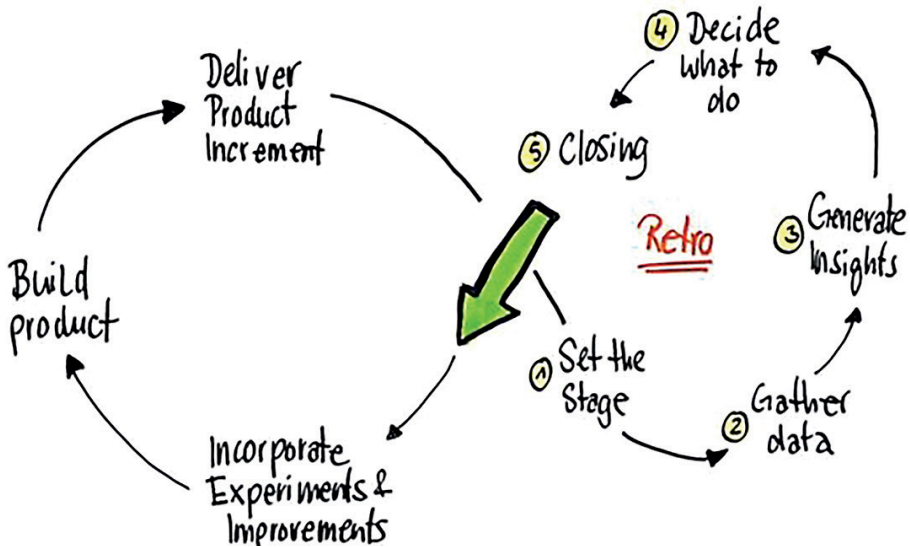 Deliver
Product
Increment
Build
product
Incorporate
Experiments &
Improvements
Retro
1 Set the
Stage
2 Gather
data
3 Generate
Insights
4 Decide
what to
do
5 Closing